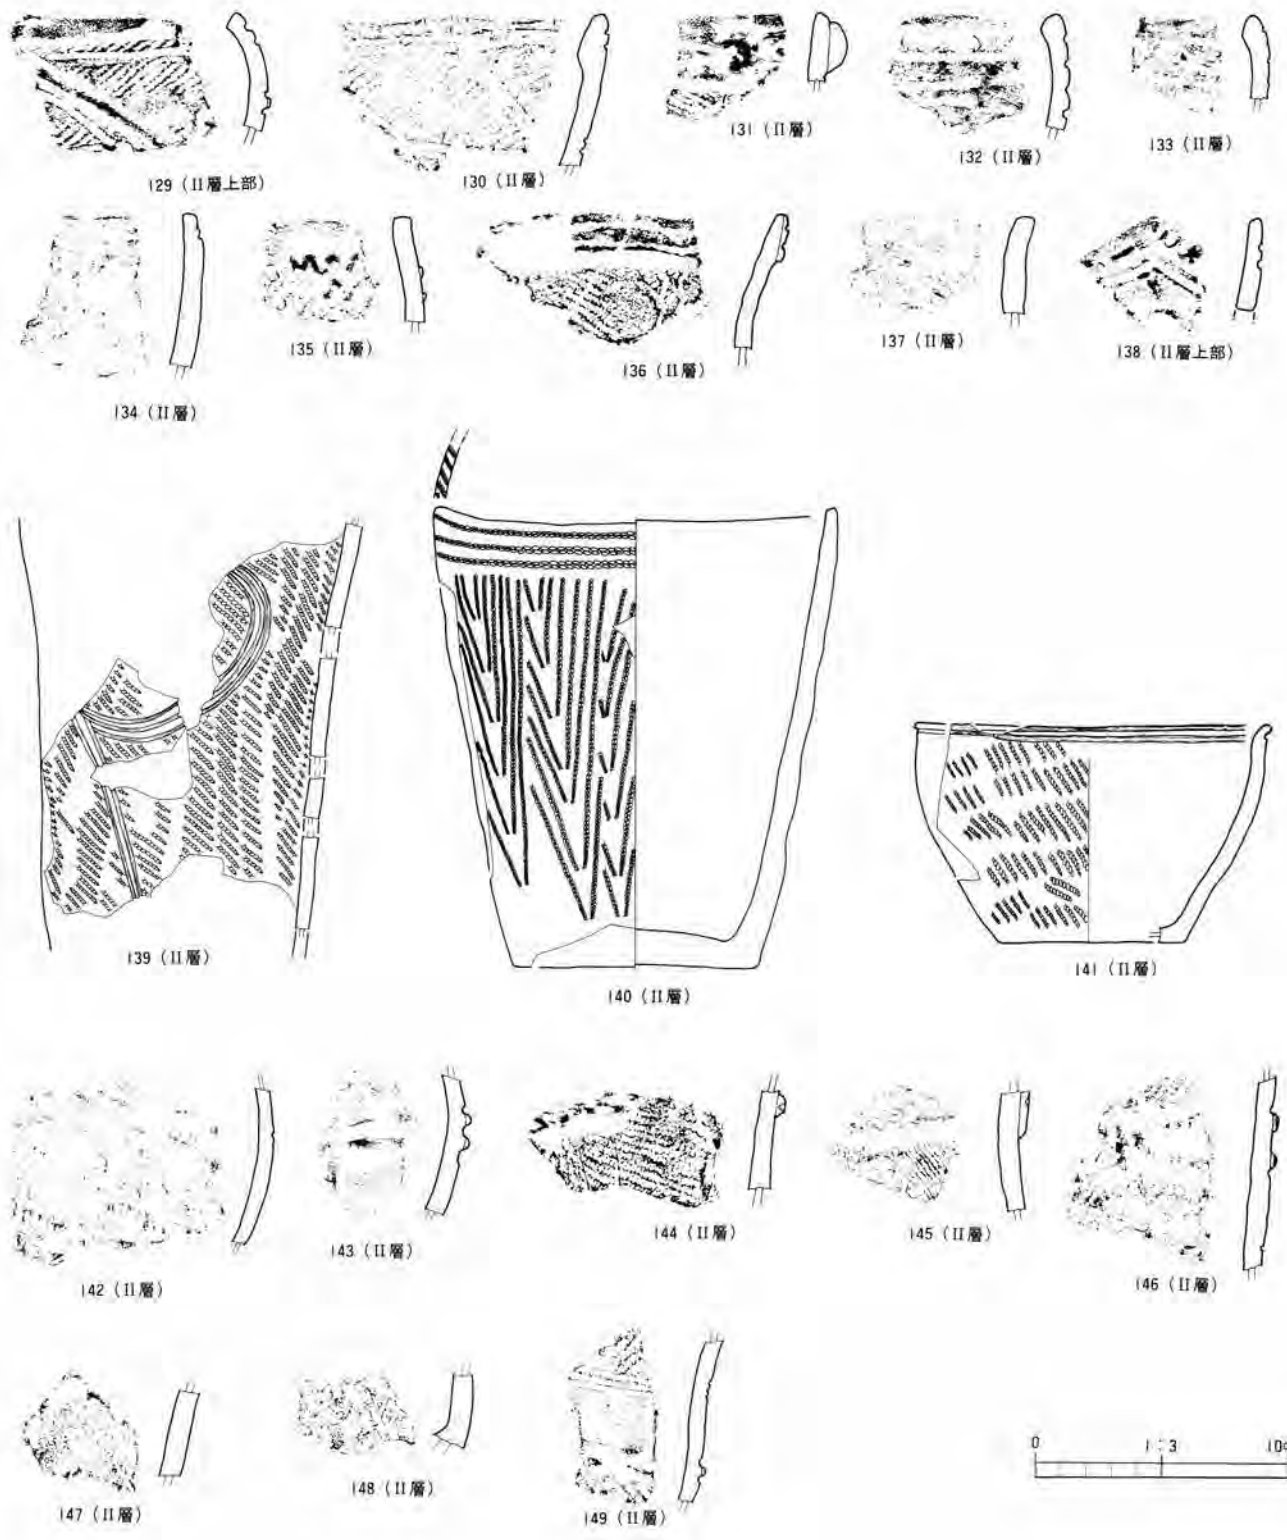 129 (II層上部)
130 (II層)
131 (II層)
132 (II層)
133 (II層)
134 (II層)
135 (II層)
136 (II層)
137 (II層)
138 (II層上部)
139 (II層)
140 (II層)
141 (II層)
142 (II層)
143 (II層)
144 (II層)
145 (II層)
146 (II層)
147 (II層)
148 (II層)
149 (II層)
0 1:3